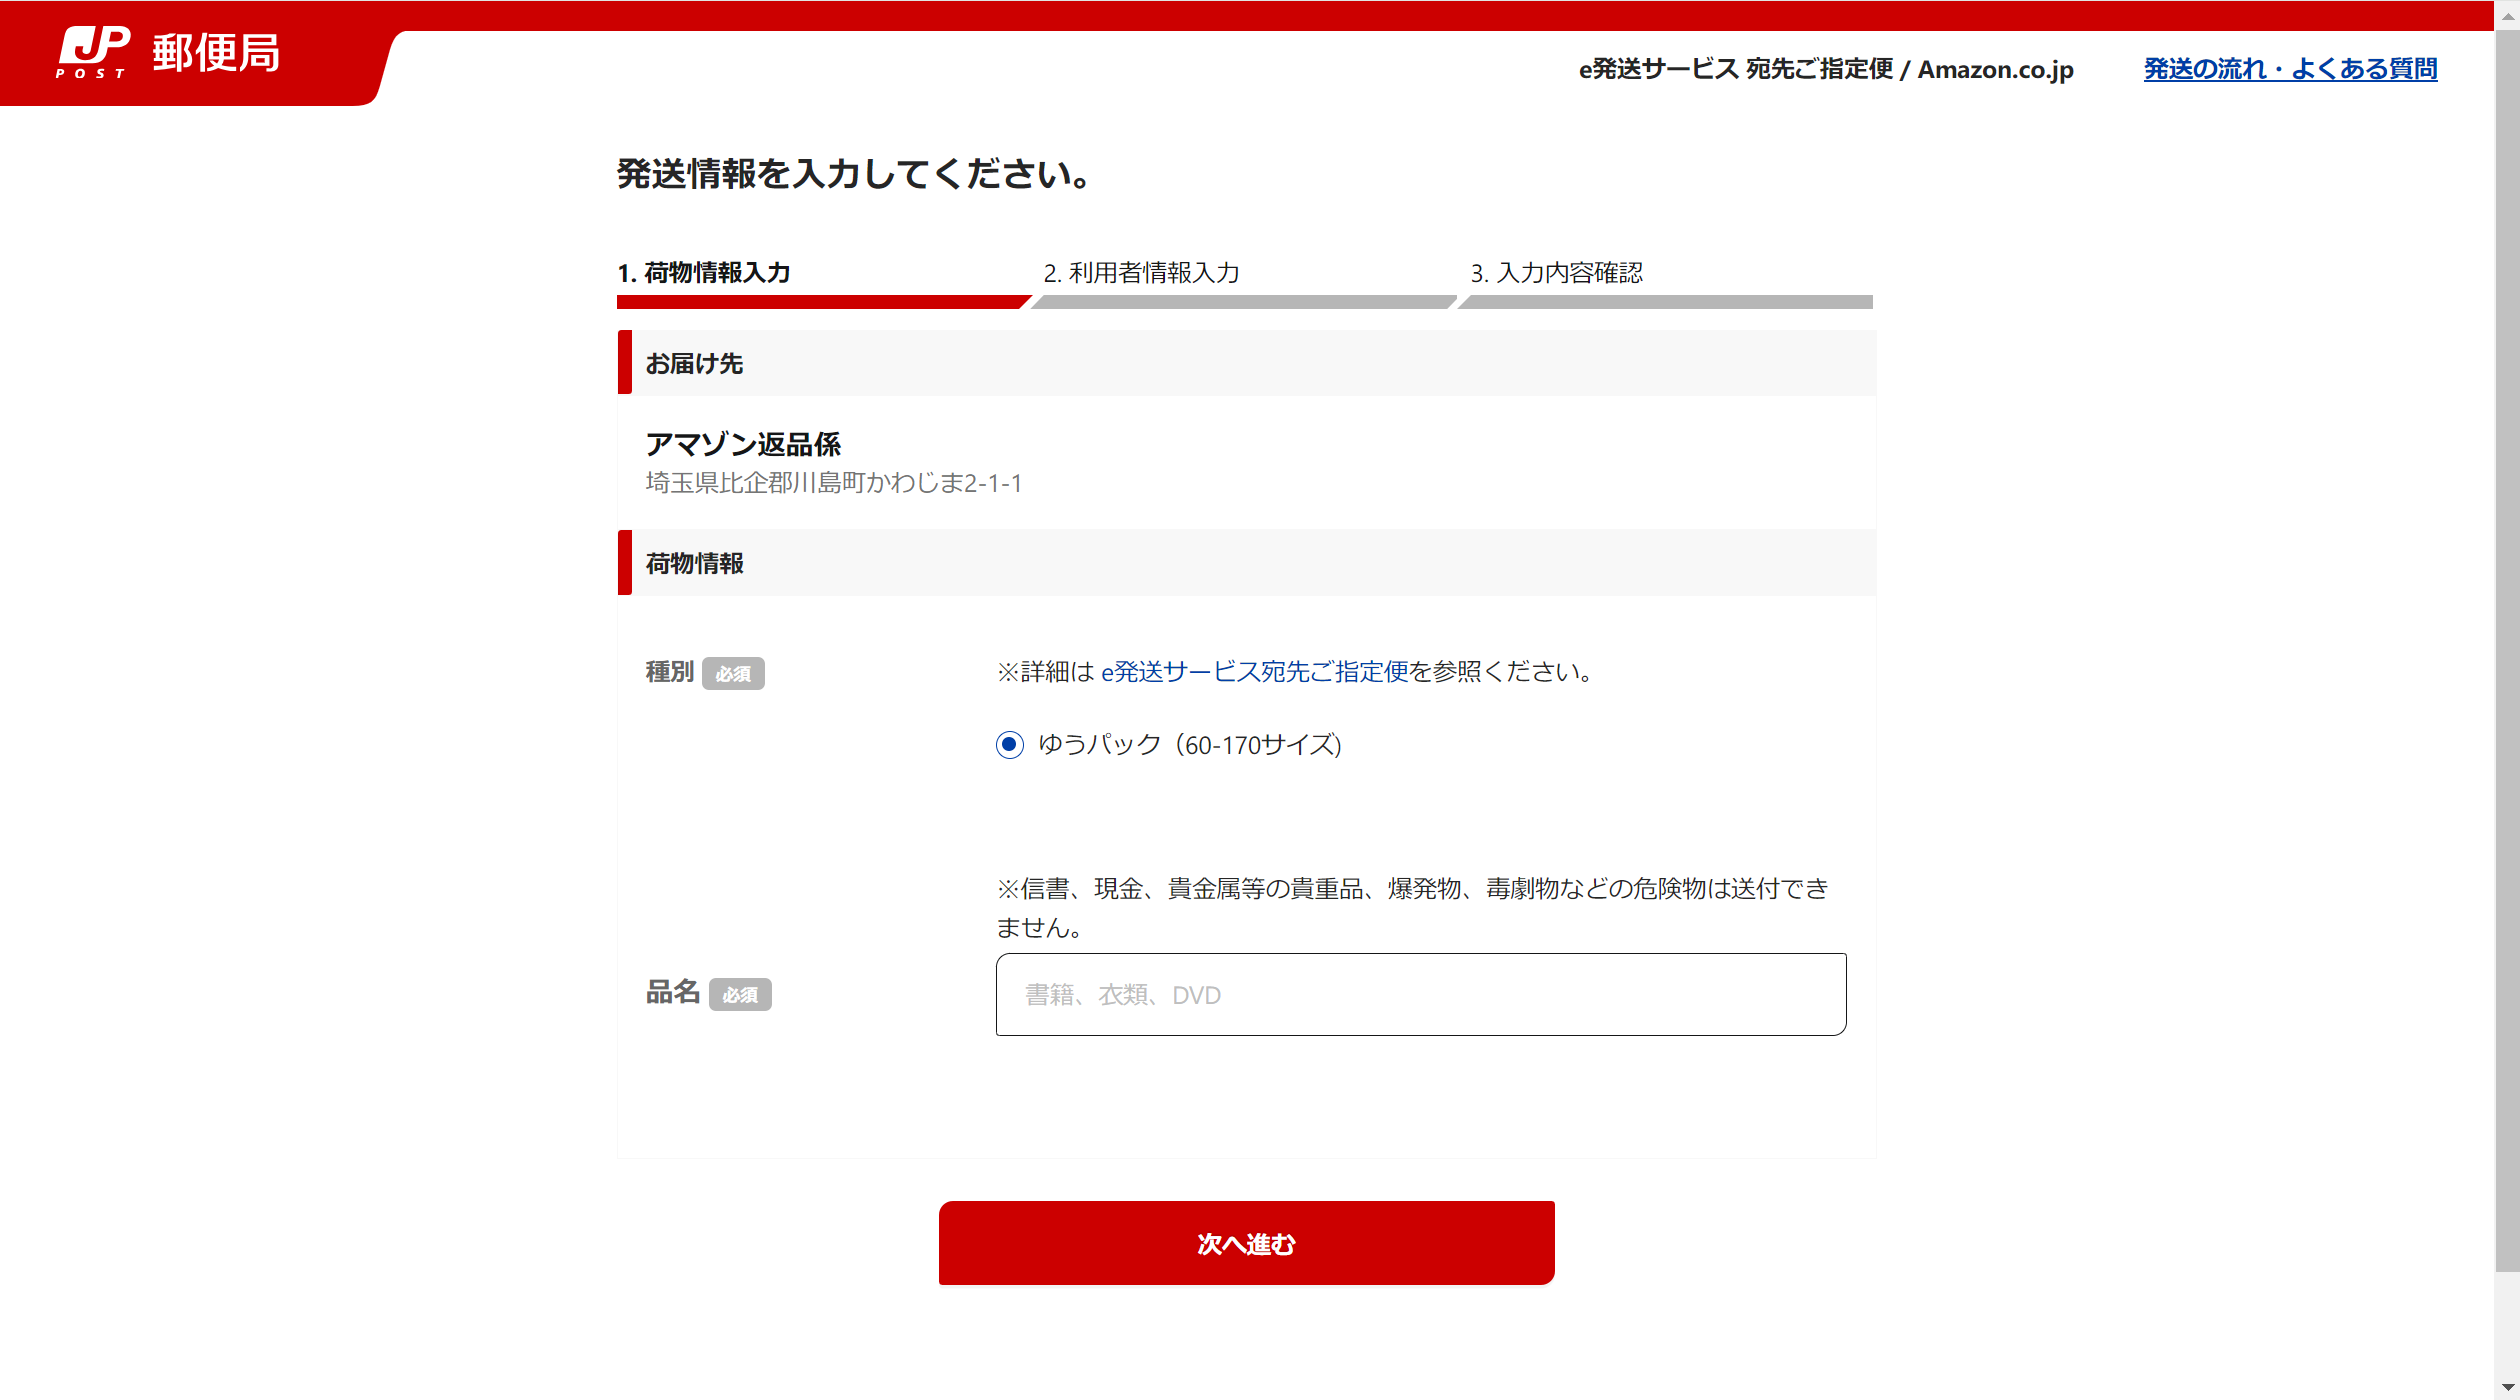 JP
POST
郵便局
e発送サービス 宛先ご指定便 / Amazon.co.jp
発送の流れ・よくある質問
発送情報を入力してください。
1. 荷物情報入力
2. 利用者情報入力
3. 入力内容確認
お届け先
アマゾン返品係
埼玉県比企郡川島町かわじま2-1-1
荷物情報
種別 必須
※詳細は e発送サービス宛先ご指定便を参照ください。
ゆうパック（60-170サイズ)
※信書、現金、貴金属等の貴重品、爆発物、毒劇物などの危険物は送付でき
ません。
品名 必須
書籍、衣類、DVD
次へ進む